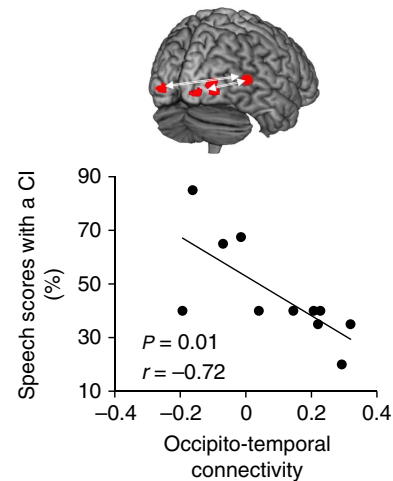 Speech scores with a CI
(%)
90
70
50
30
10
P = 0.01
r = –0.72
–0.4 –0.2 0 0.2 0.4
Occipito-temporal
connectivity